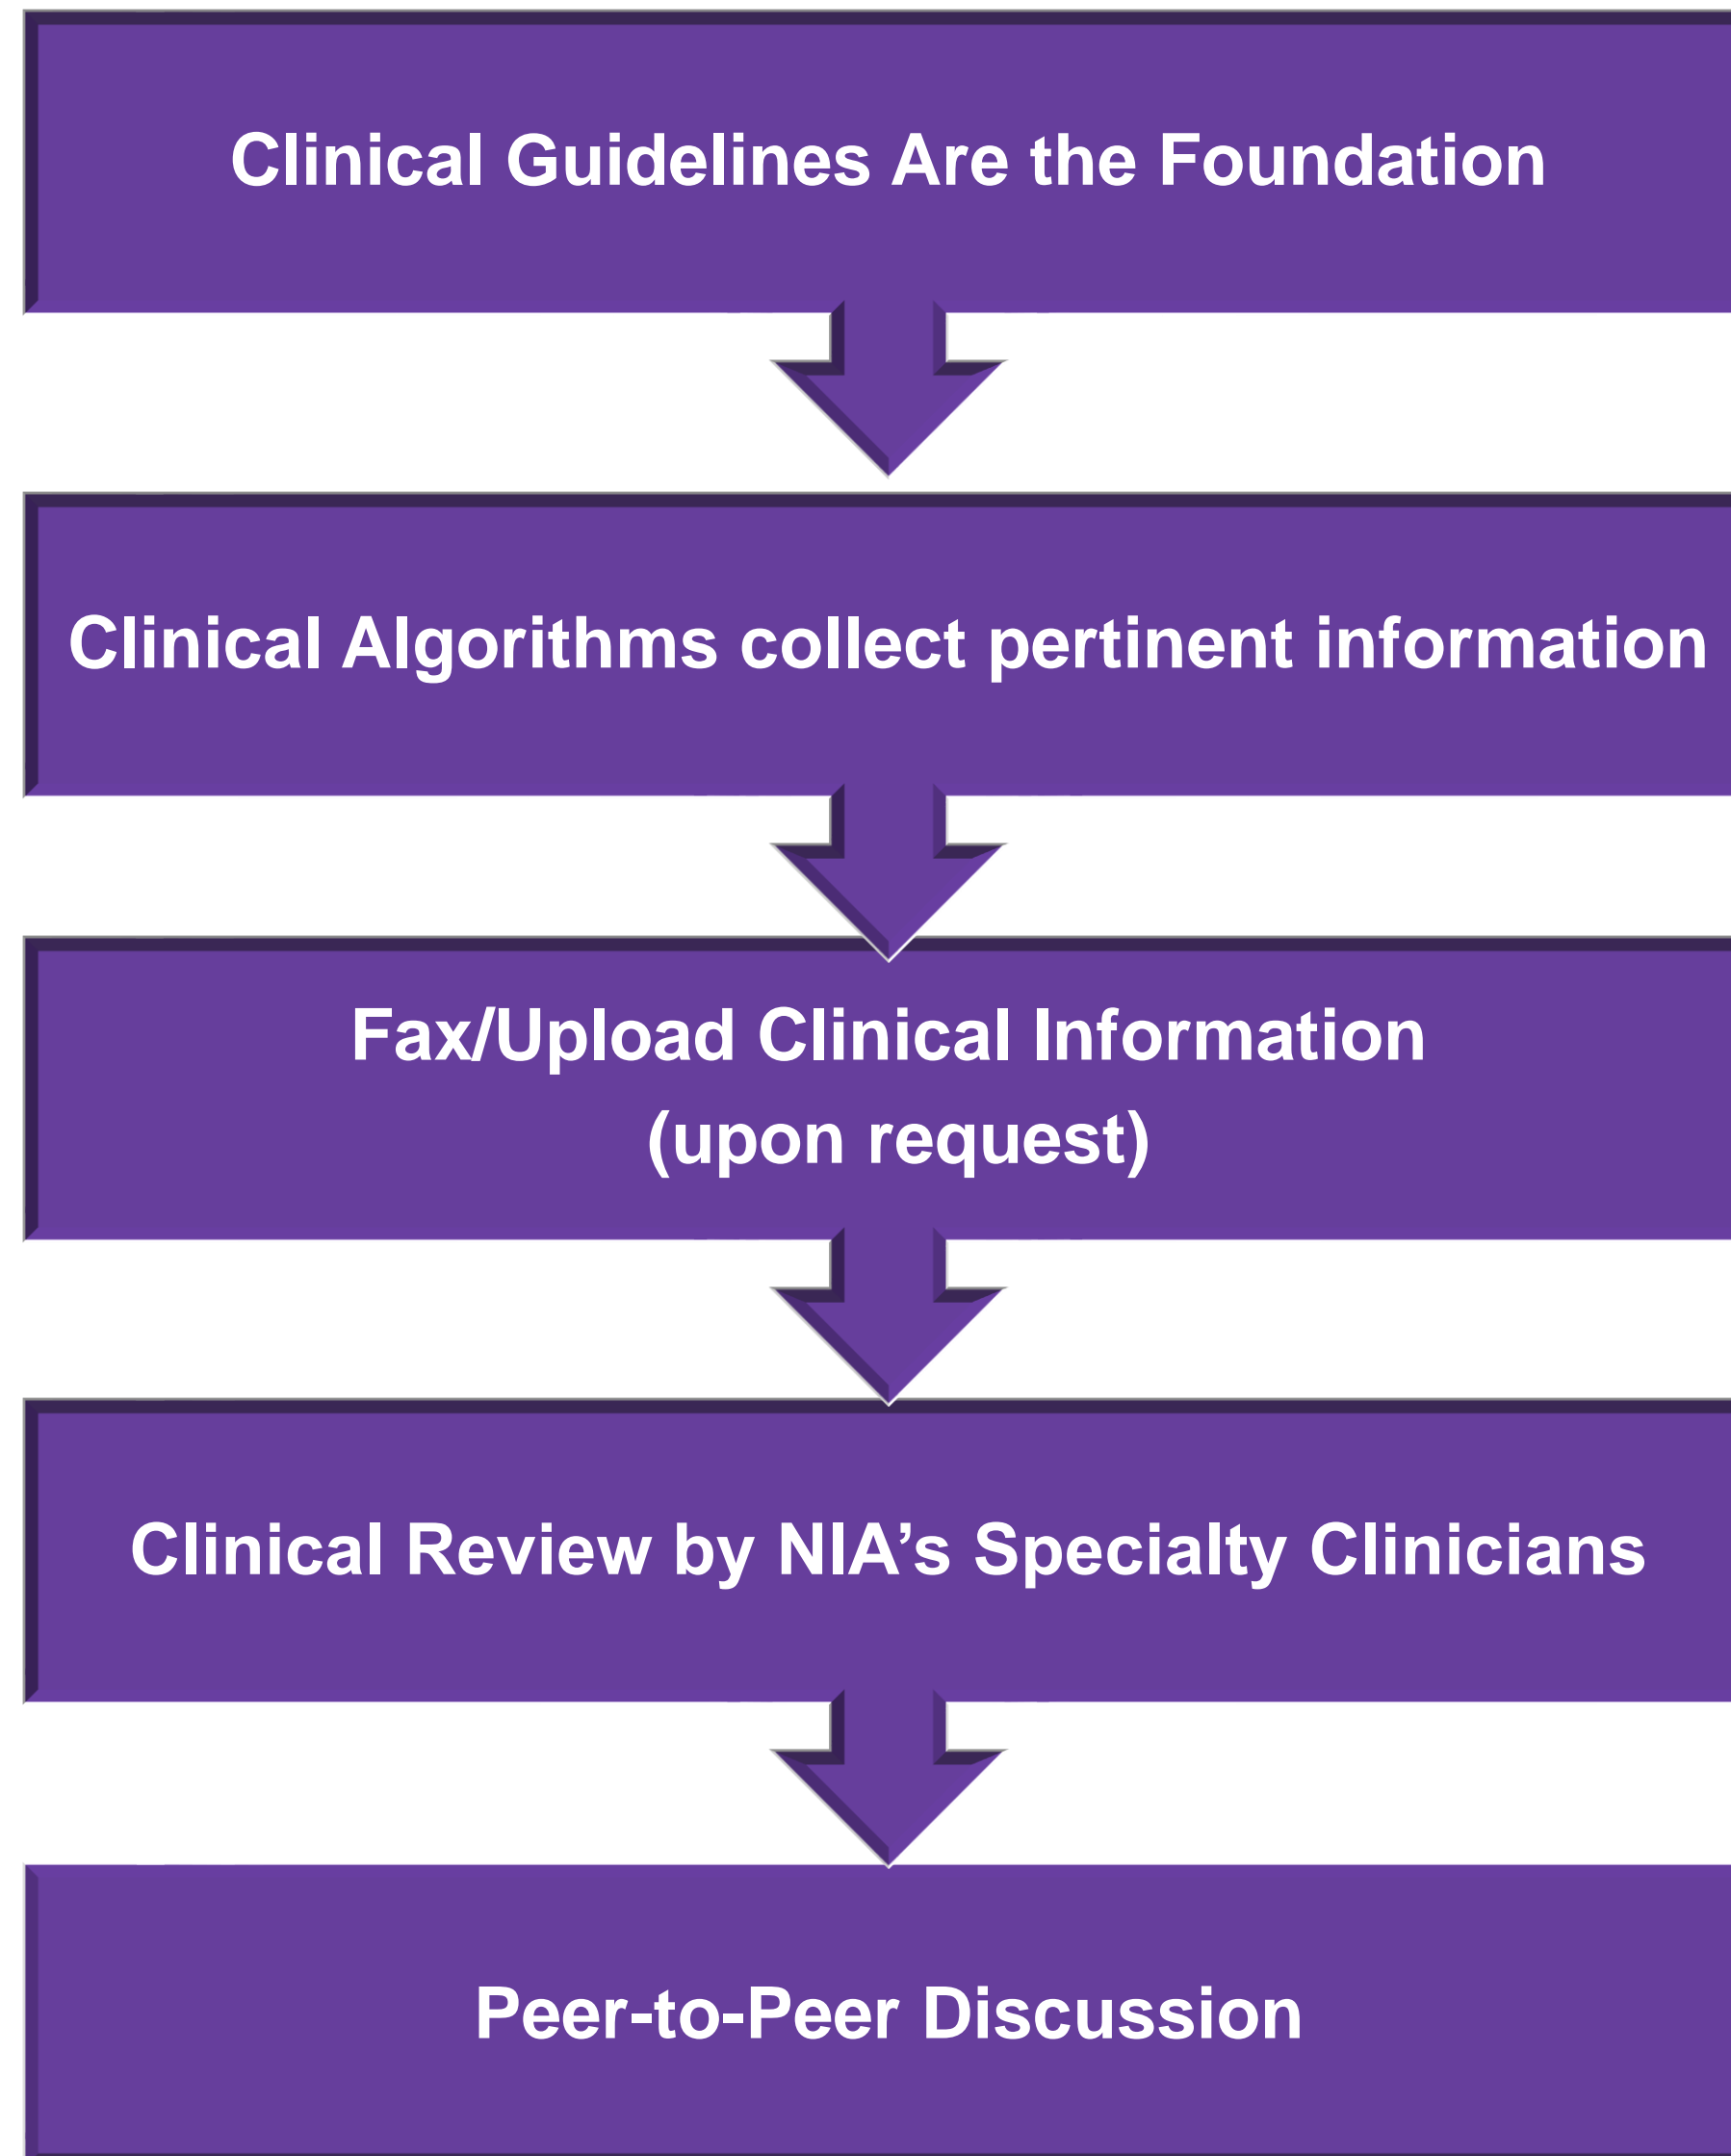 Clinical Guidelines Are the Foundation
Clinical Algorithms collect pertinent information
Fax/Upload Clinical Information
(upon request)
Clinical Review by NIA’s Specialty Clinicians
Peer-to-Peer Discussion